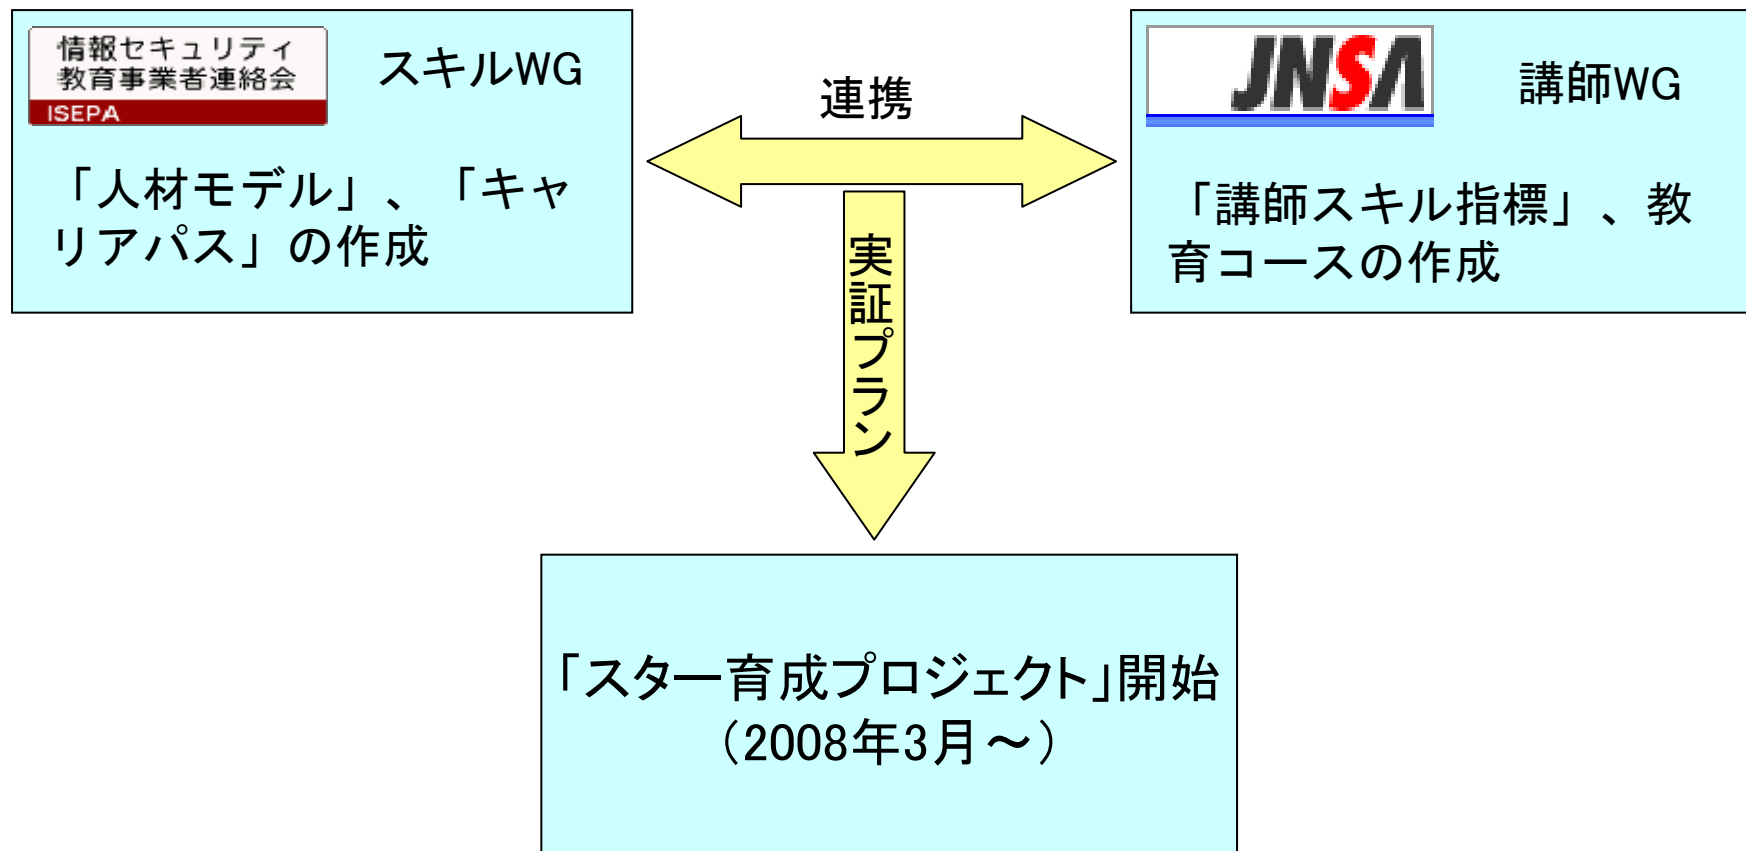 情報セキュリティ
教育事業者連絡会
ISEPA
スキルWG
「人材モデル」、「キャ
リアパス」の作成
連携
JNSA
講師WG
「講師スキル指標」、教
育コースの作成
実証プラン
「スター育成プロジェクト」開始
（2008年3月～）